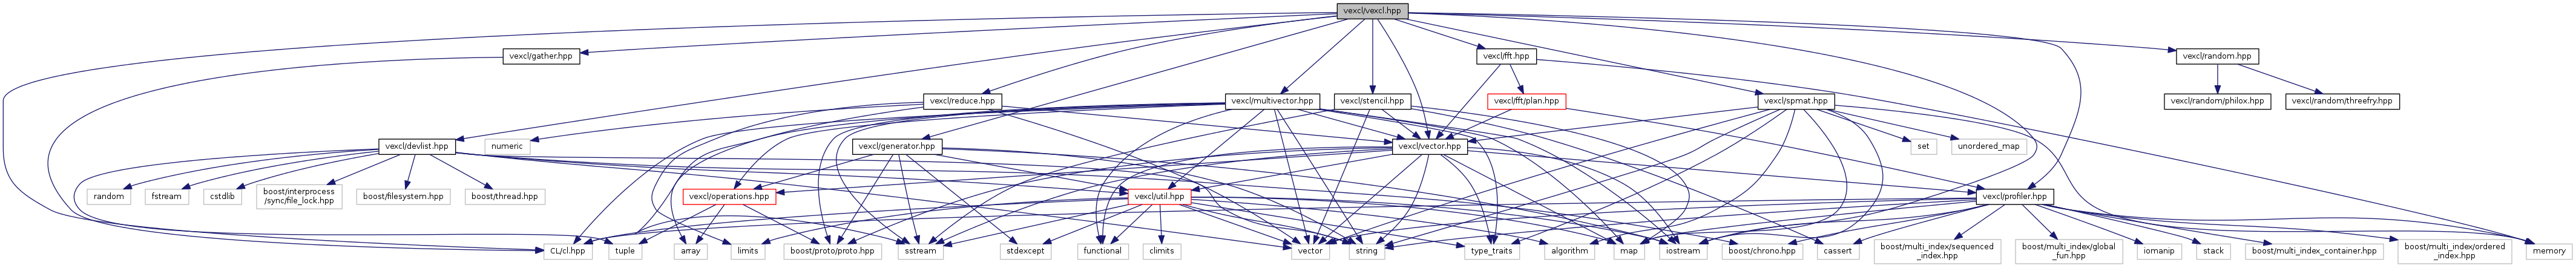 vexcl/vexcl.hpp
vexcl/gather.hpp
vexcl/fft.hpp
vexcl/random.hpp
vexcl/reduce.hpp
vexcl/multivector.hpp
vexcl/stencil.hpp
vexcl/fft/plan.hpp
vexcl/spmat.hpp
vexcl/random/philox.hpp
vexcl/random/threefry.hpp
vexcl/devlist.hpp
numeric
vexcl/generator.hpp
vexcl/vector.hpp
set
unordered_map
random
fstream
cstdlib
boost/interprocess
/sync/file_lock.hpp
boost/filesystem.hpp
boost/thread.hpp
vexcl/operations.hpp
vexcl/util.hpp
vexcl/profiler.hpp
CL/cl.hpp
tuple
array
limits
boost/proto/proto.hpp
sstream
stdexcept
functional
climits
vector
string
type_traits
algorithm
map
iostream
boost/chrono.hpp
cassert
boost/multi_index/sequenced
_index.hpp
boost/multi_index/global
_fun.hpp
iomanip
stack
boost/multi_index_container.hpp
boost/multi_index/ordered
_index.hpp
memory